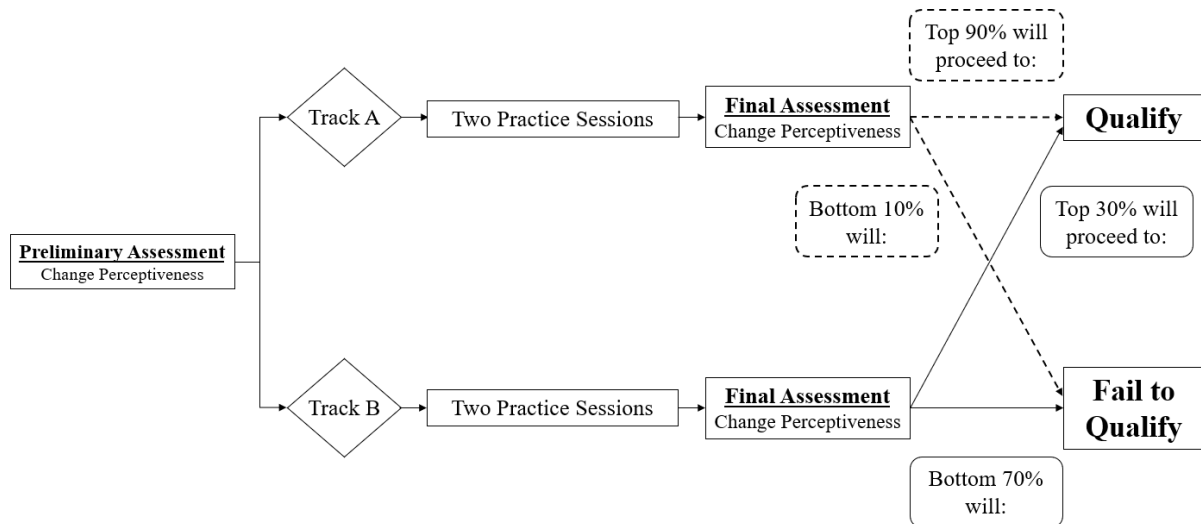 Top 90% will
proceed to:
Track A
Two Practice Sessions
Final Assessment
Change Perceptiveness
Qualify
Bottom 10%
will:
Top 30% will
proceed to:
Preliminary Assessment
Change Perceptiveness
Track B
Two Practice Sessions
Final Assessment
Change Perceptiveness
Fail to
Qualify
Bottom 70%
will: